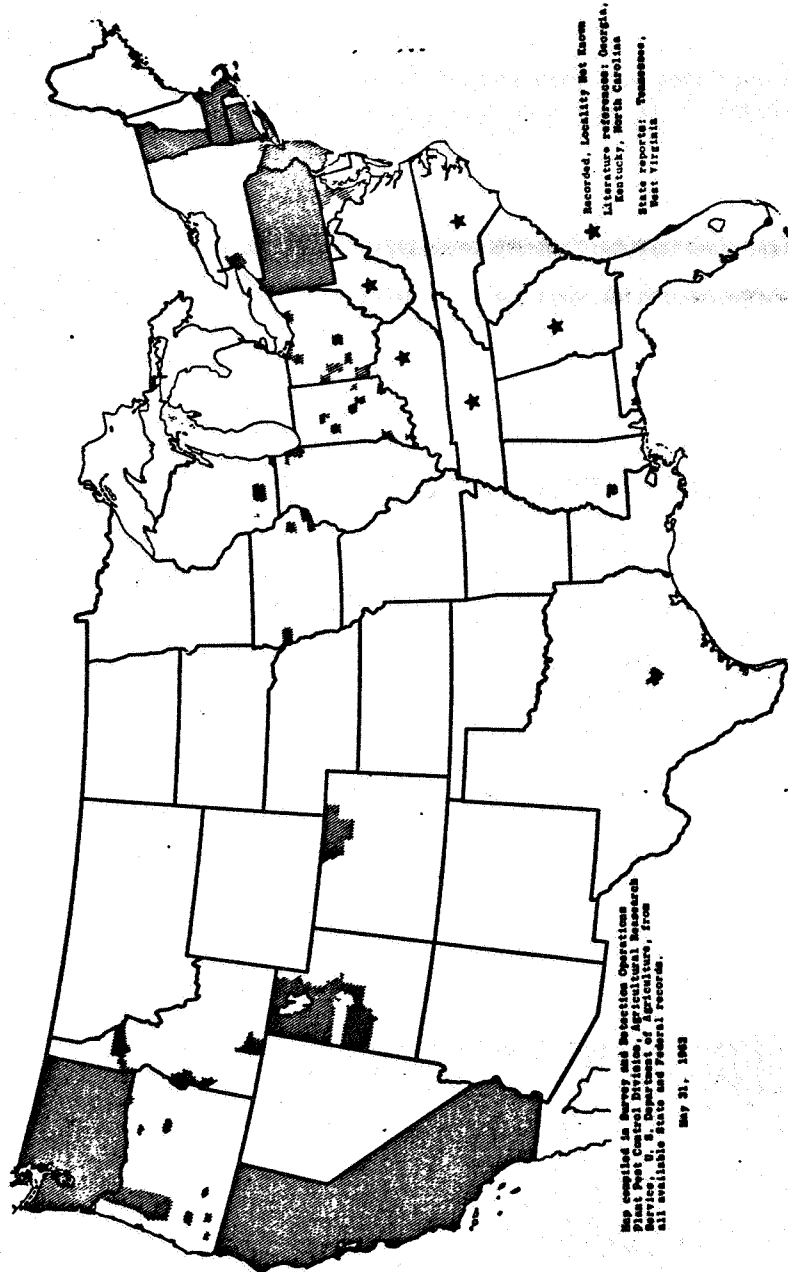 ★ Recorded, Locality Not Known
Literature references: Georgia,
Kentucky, North Carolina
State reports: Tennessee,
West Virginia
Map compiled in Survey and Detection Operations
Plant Pest Control Division, Agricultural Research
Service, U. S. Department of Agriculture, from
all available State and Federal records.
May 31, 1962